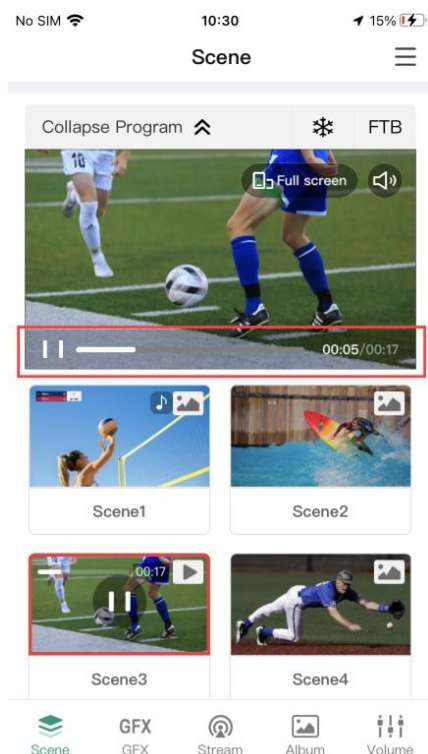 No SIM 10:30 15%
Scene
Collapse Program FTB
10
Full screen
00:05/00:17
Scene1
Scene2
00:17
Scene3
Scene4
GFX
Scene GFX Stream Album Volume